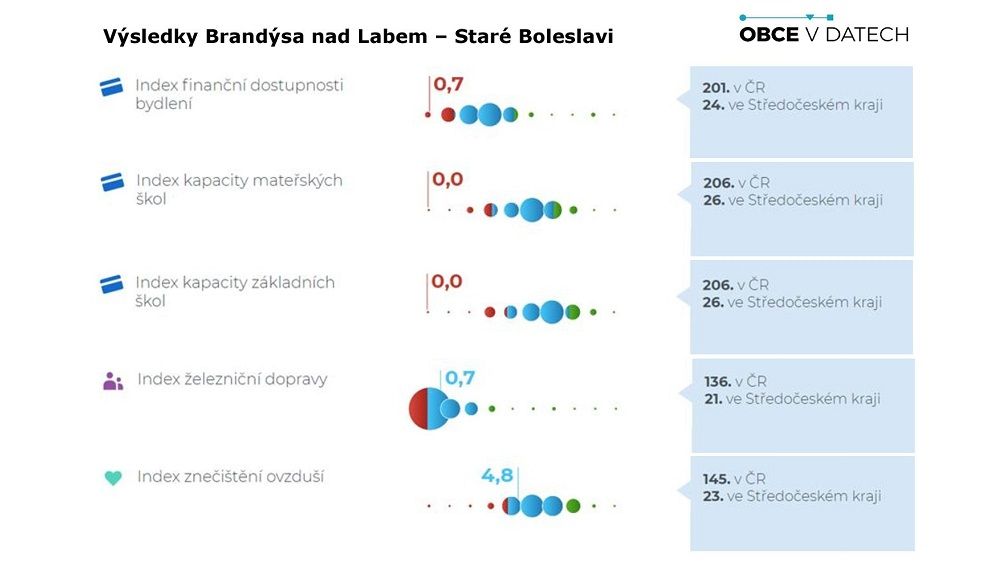 Výsledky Brandýsa nad Labem – Staré Boleslavi
OBCE V DATECH
Index finanční dostupnosti
bydlení
0,7
201. v ČR
24. ve Středočeském kraji
Index kapacity mateřských
škol
0,0
206. v ČR
26. ve Středočeském kraji
Index kapacity základních
škol
0,0
206. v ČR
26. ve Středočeském kraji
Index železniční dopravy
0,7
136. v ČR
21. ve Středočeském kraji
Index znečištění ovzduší
4,8
145. v ČR
23. ve Středočeském kraji